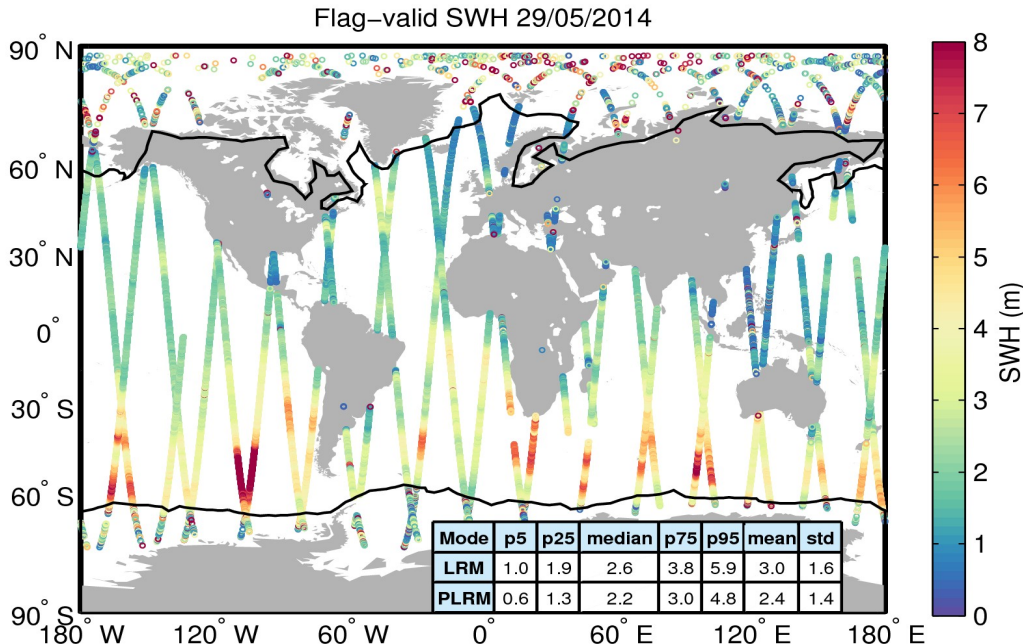 Flag−valid SWH 29/05/2014
90° N
60° N
30° N
0°
30° S
60° S
90° S
180° W 120° W 60° W 0° 60° E 120° E 180° E
Mode p5 p25 median p75 p95 mean std
LRM 1.0 1.9 2.6 3.8 5.9 3.0 1.6
PLRM 0.6 1.3 2.2 3.0 4.8 2.4 1.4
8
7
6
5
4
3
2
1
0
SWH (m)